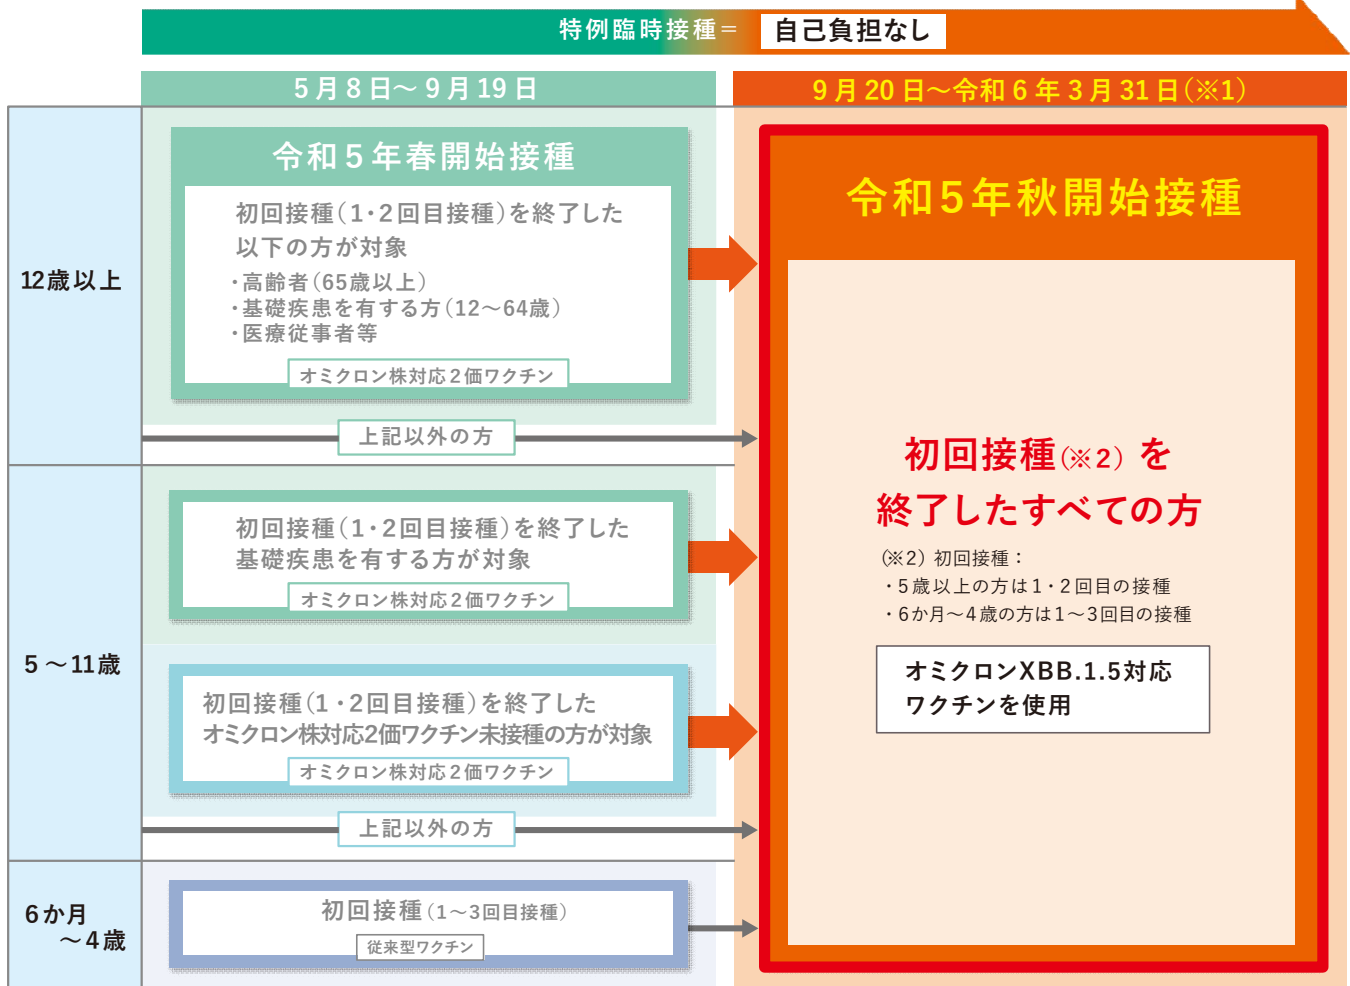 特例臨時接種＝ 自己負担なし
5月8日〜9月19日
9月20日〜令和6年3月31日(※1)
12歳以上
令和5年春開始接種
初回接種(1・2回目接種)を終了した
以下の方が対象
・高齢者(65歳以上)
・基礎疾患を有する方(12〜64歳)
・医療従事者等
オミクロン株対応2価ワクチン
上記以外の方
5〜11歳
初回接種(1・2回目接種)を終了した
基礎疾患を有する方が対象
オミクロン株対応2価ワクチン
初回接種(1・2回目接種)を終了した
オミクロン株対応2価ワクチン未接種の方が対象
オミクロン株対応2価ワクチン
上記以外の方
6か月
〜4歳
初回接種(1〜3回目接種)
従来型ワクチン
令和5年秋開始接種
初回接種(※2)を
終了したすべての方
(※2)初回接種：
・5歳以上の方は1・2回目の接種
・6か月〜4歳の方は1〜3回目の接種
オミクロンXBB.1.5対応
ワクチンを使用